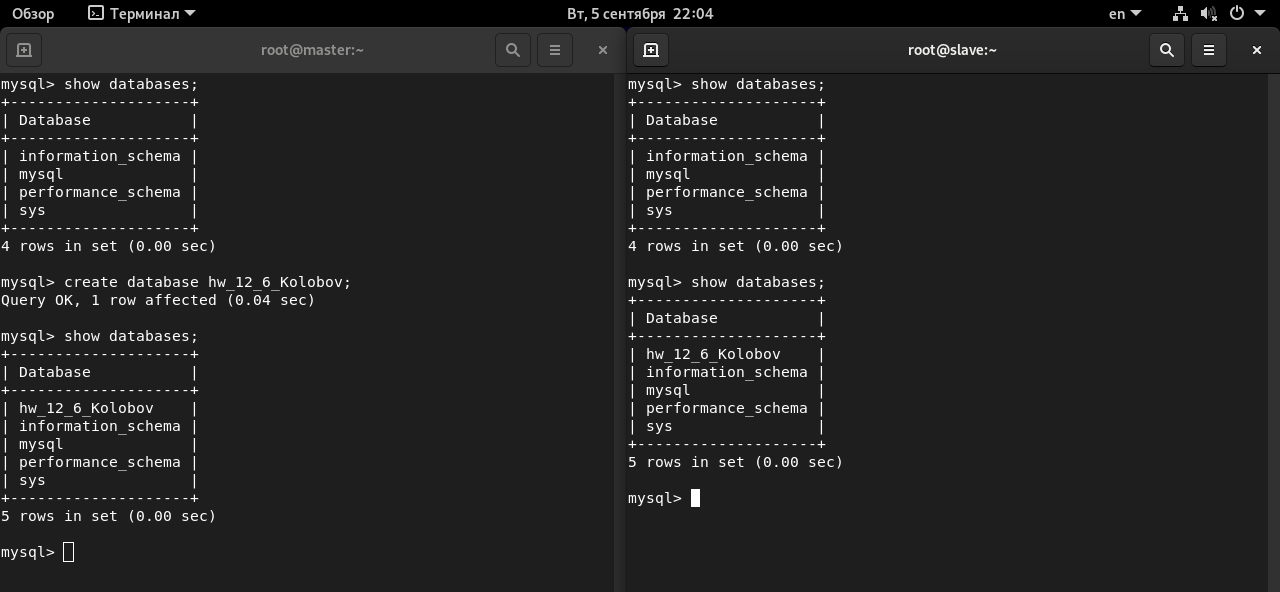 Обзор Терминал Вт, 5 сентября 22:04 en
root@master:~
mysql> show databases;
+--------------------+
| Database           |
+--------------------+
| information_schema |
| mysql              |
| performance_schema |
| sys                |
+--------------------+
4 rows in set (0.00 sec)

mysql> create database hw_12_6_Kolobov;
Query OK, 1 row affected (0.04 sec)

mysql> show databases;
+--------------------+
| Database           |
+--------------------+
| hw_12_6_Kolobov    |
| information_schema |
| mysql              |
| performance_schema |
| sys                |
+--------------------+
5 rows in set (0.00 sec)

mysql>
root@slave:~
mysql> show databases;
+--------------------+
| Database           |
+--------------------+
| information_schema |
| mysql              |
| performance_schema |
| sys                |
+--------------------+
4 rows in set (0.00 sec)

mysql> show databases;
+--------------------+
| Database           |
+--------------------+
| hw_12_6_Kolobov    |
| information_schema |
| mysql              |
| performance_schema |
| sys                |
+--------------------+
5 rows in set (0.00 sec)

mysql>